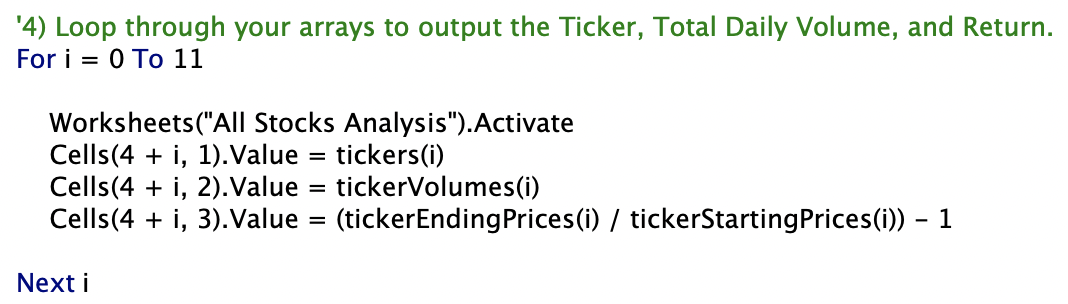 '4) Loop through your arrays to output the Ticker, Total Daily Volume, and Return.
For i = 0 To 11
Worksheets("All Stocks Analysis").Activate
Cells(4 + i, 1).Value = tickers(i)
Cells(4 + i, 2).Value = tickerVolumes(i)
Cells(4 + i, 3).Value = (tickerEndingPrices(i) / tickerStartingPrices(i)) - 1
Next i